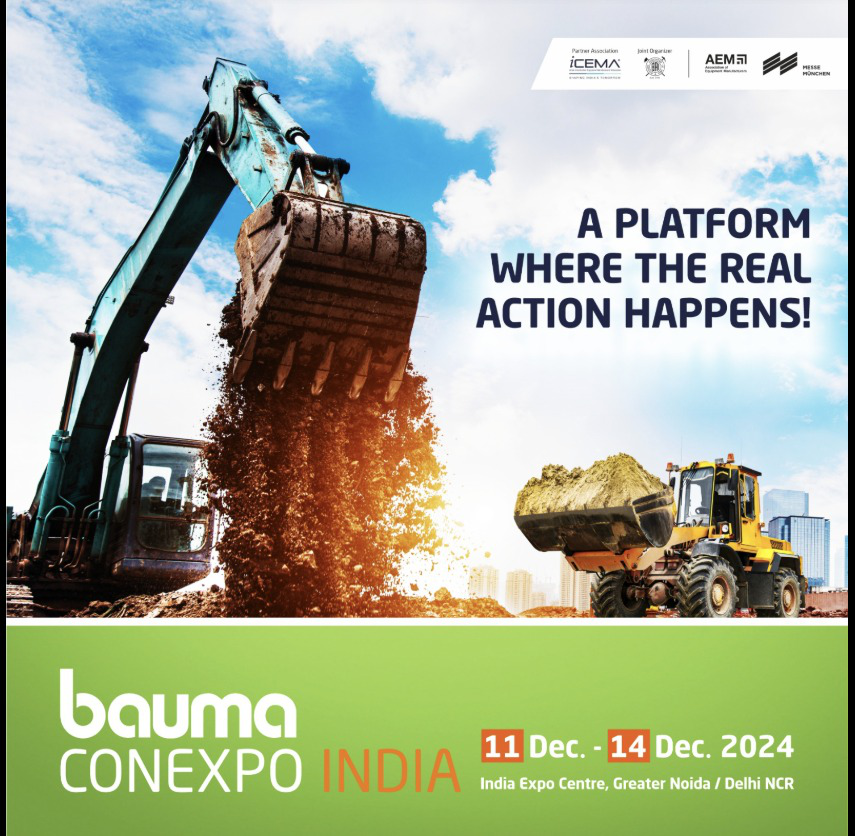 Partner Association
iCEMA
Joint Organizer
AEM
Association of
Equipment Manufacturers
MESSE
MÜNCHEN
A PLATFORM
WHERE THE REAL
ACTION HAPPENS!
bauma
CONEXPO INDIA
11 Dec. - 14 Dec. 2024
India Expo Centre, Greater Noida / Delhi NCR